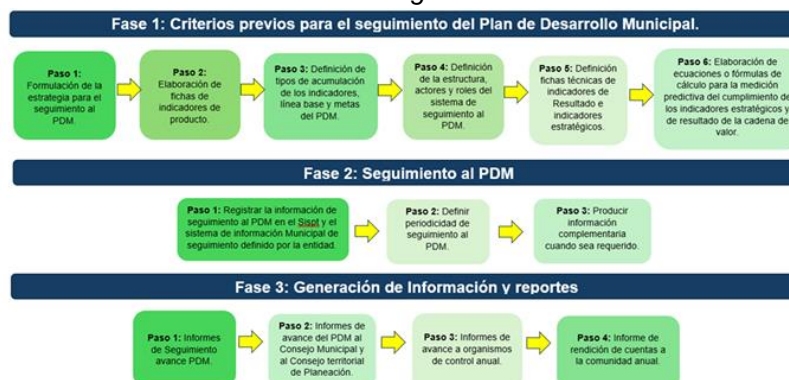 Fase 1: Criterios previos para el seguimiento del Plan de Desarrollo Municipal.
Paso 1:
Formulación de la
estrategia para el
seguimiento al
PDM.
Paso 2:
Elaboración de
fichas de
indicadores de
producto.
Paso 3: Definición de
tipos de acumulación
de los indicadores,
línea base y metas
del PDM.
Paso 4: Definición
de la estructura,
actores y roles del
sistema de
seguimiento al
PDM.
Paso 5: Definición
fichas técnicas de
indicadores de
Resultado e
indicadores
estratégicos.
Paso 6: Elaboración de
ecuaciones o fórmulas de
cálculo para la medición
predictiva del cumplimiento de
los indicadores estratégicos y
de resultado de la cadena de
valor.
Fase 2: Seguimiento al PDM
Paso 1: Registrar la información de
seguimiento al PDM en el Sispt y el
sistema de información Municipal de
seguimiento definido por la entidad.
Paso 2: Definir
periodicidad de
seguimiento al
PDM.
Paso 3: Producir
información
complementaria
cuando sea requerido.
Fase 3: Generación de Información y reportes
Paso 1: Informes
de Seguimiento
avance PDM.
Paso 2: Informes de
avance del PDM al
Consejo Municipal y
al Consejo territorial
de Planeación.
Paso 3: Informes
de avance a organismos
de control anual.
Paso 4: Informe de
rendición de cuentas a
la comunidad anual.